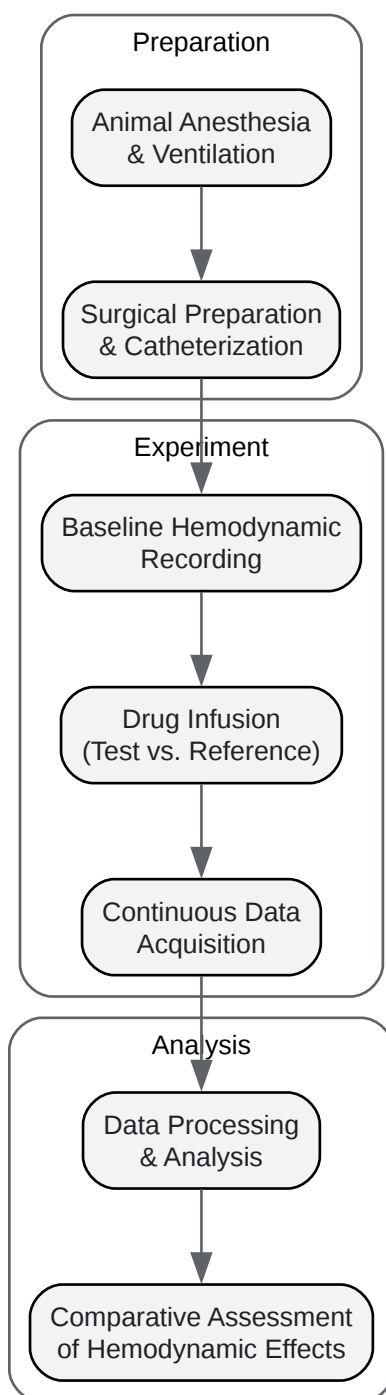 Preparation
Animal Anesthesia
& Ventilation
Surgical Preparation
& Catheterization
Experiment
Baseline Hemodynamic
Recording
Drug Infusion
(Test vs. Reference)
Continuous Data
Acquisition
Analysis
Data Processing
& Analysis
Comparative Assessment
of Hemodynamic Effects